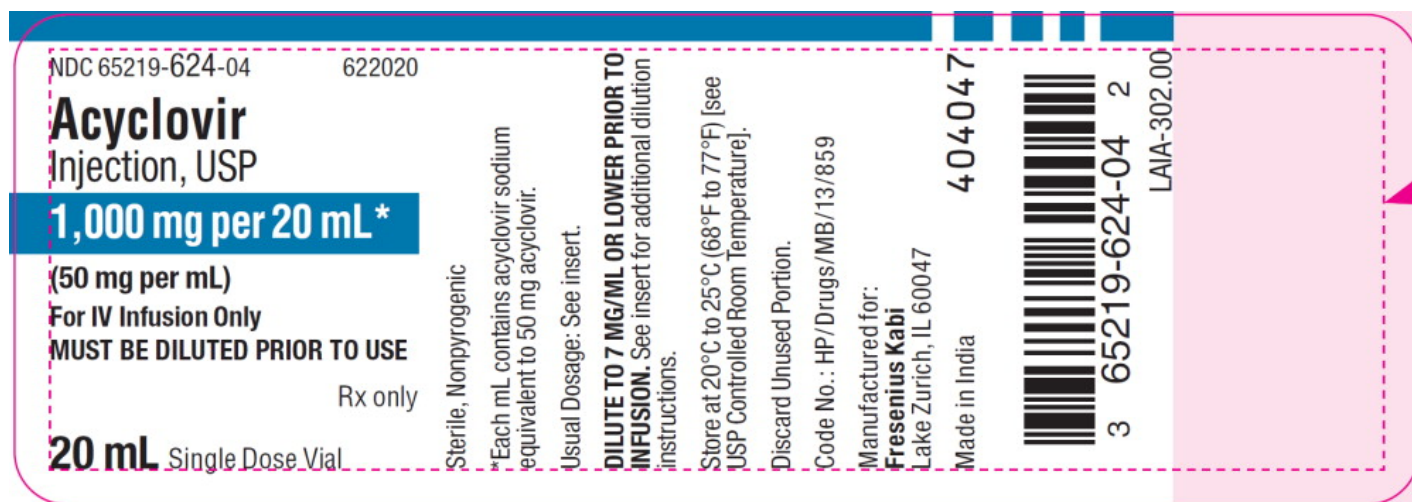 NDC 65219-624-04 622020
Acyclovir
Injection, USP
1,000 mg per 20 mL*
(50 mg per mL)
For IV Infusion Only
MUST BE DILUTED PRIOR TO USE
Rx only
20 mL Single Dose Vial
Sterile, Nonpyrogenic
*Each mL contains acyclovir sodium
equivalent to 50 mg acyclovir.
Usual Dosage: See insert.
DILUTE TO 7 MG/ML OR LOWER PRIOR TO
INFUSION. See insert for additional dilution
instructions.
Store at 20°C to 25°C (68°F to 77°F) [see
USP Controlled Room Temperature].
Discard Unused Portion.
Code No.: HP/Drugs/MB/13/859
Manufactured for:
Fresenius Kabi
Lake Zurich, IL 60047
Made in India
404047
3 65219-624-04 2
LAIA-302.00